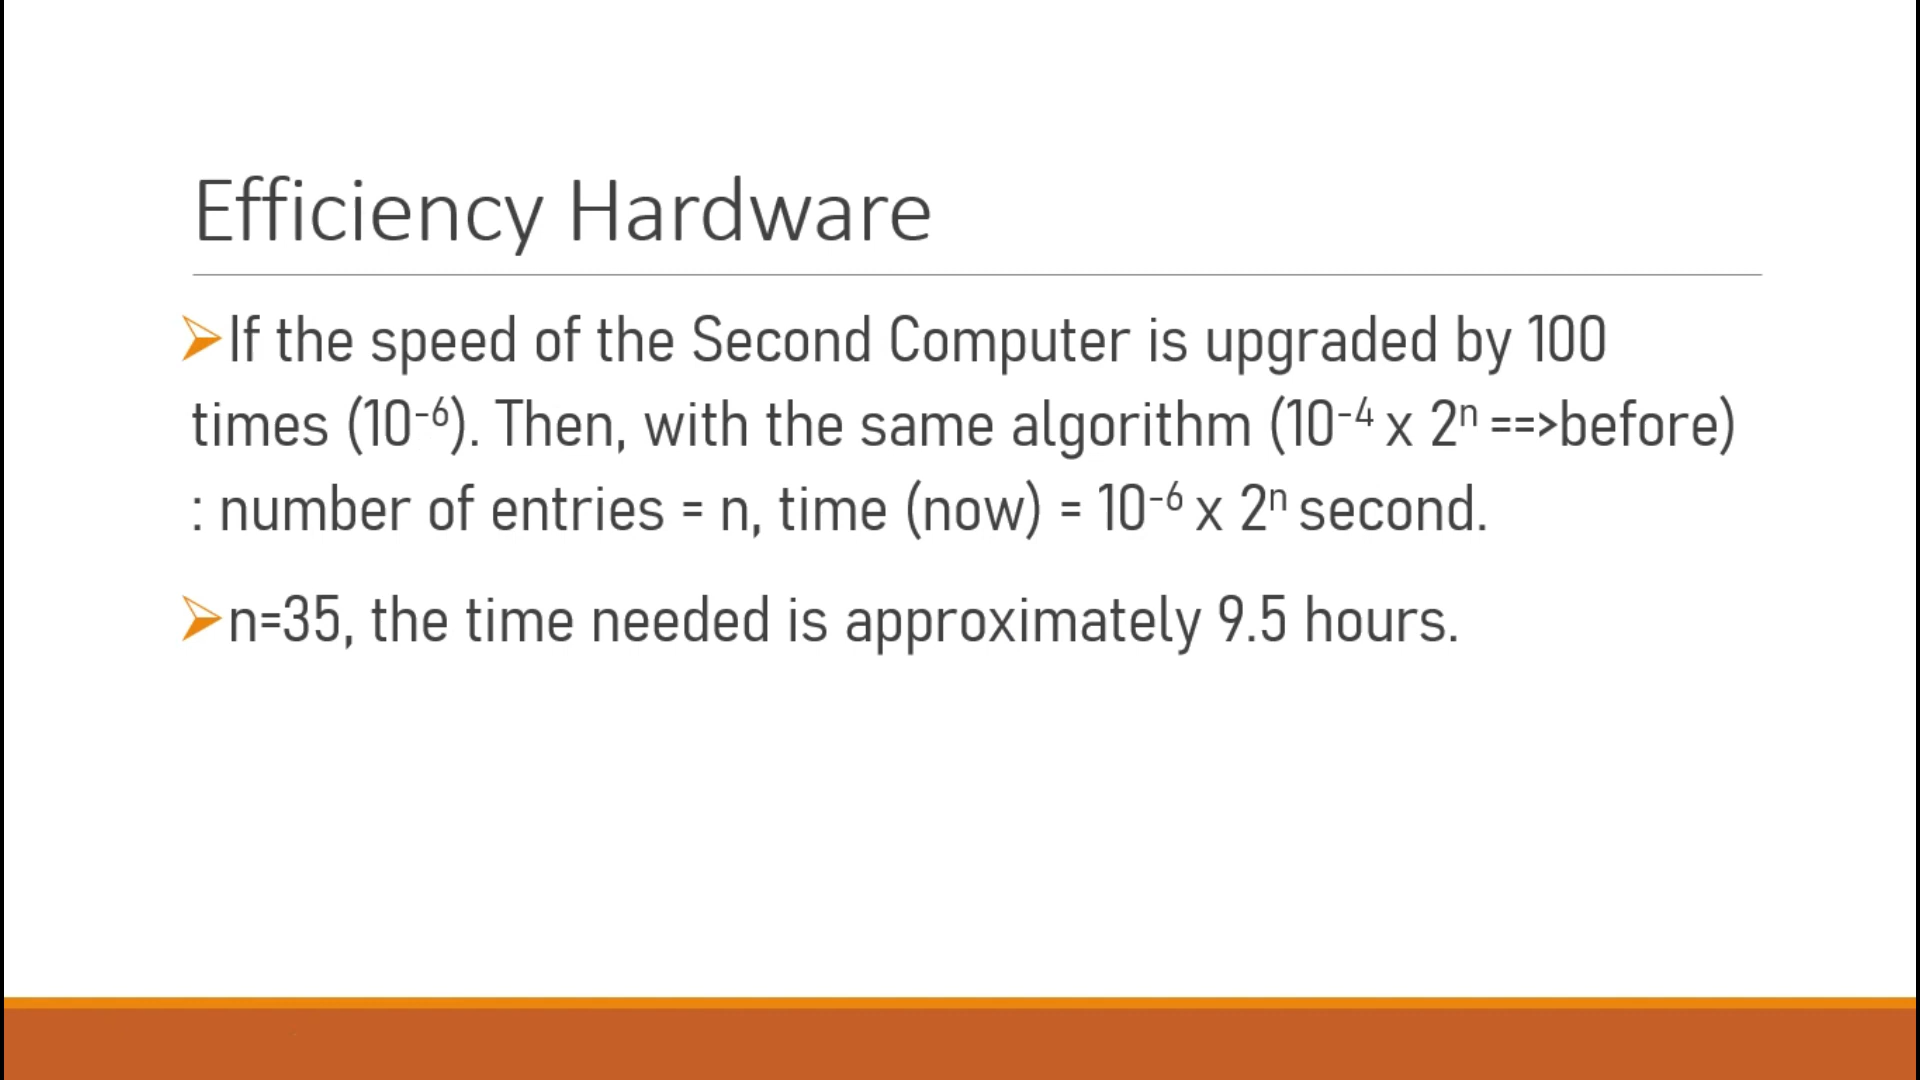 Efficiency Hardware
➢If the speed of the Second Computer is upgraded by 100
times (10⁻⁶). Then, with the same algorithm (10⁻⁴ x 2ⁿ ==>before)
: number of entries = n, time (now) = 10⁻⁶ x 2ⁿ second.
➢n=35, the time needed is approximately 9.5 hours.